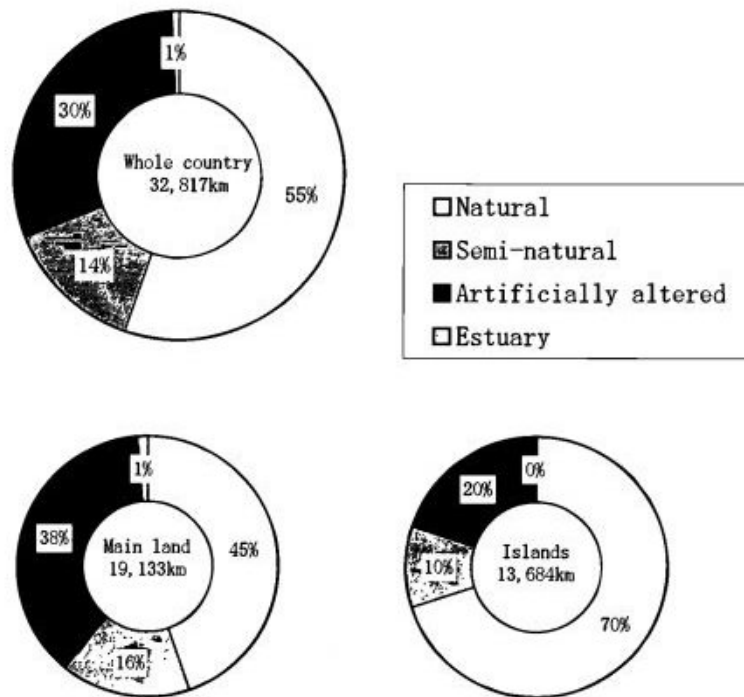 1%
30%
Whole country
32,817km
55%
14%
Natural
Semi-natural
Artificially altered
Estuary
1%
38%
Main land
19,133km
45%
16%
0%
20%
Islands
13,684km
10%
70%